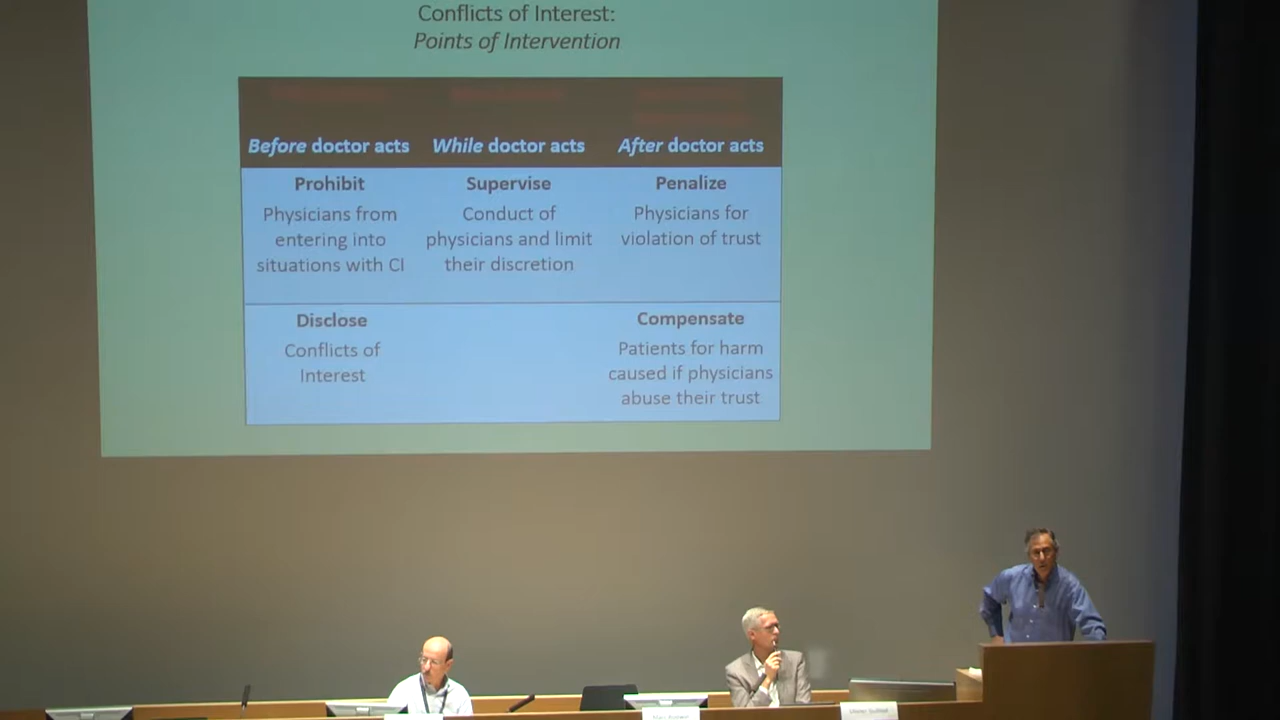 Conflicts of Interest:
Points of Intervention
Before doctor acts
While doctor acts
After doctor acts
Prohibit
Physicians from
entering into
situations with CI
Supervise
Conduct of
physicians and limit
their discretion
Penalize
Physicians for
violation of trust
Disclose
Conflicts of
Interest
Compensate
Patients for harm
caused if physicians
abuse their trust